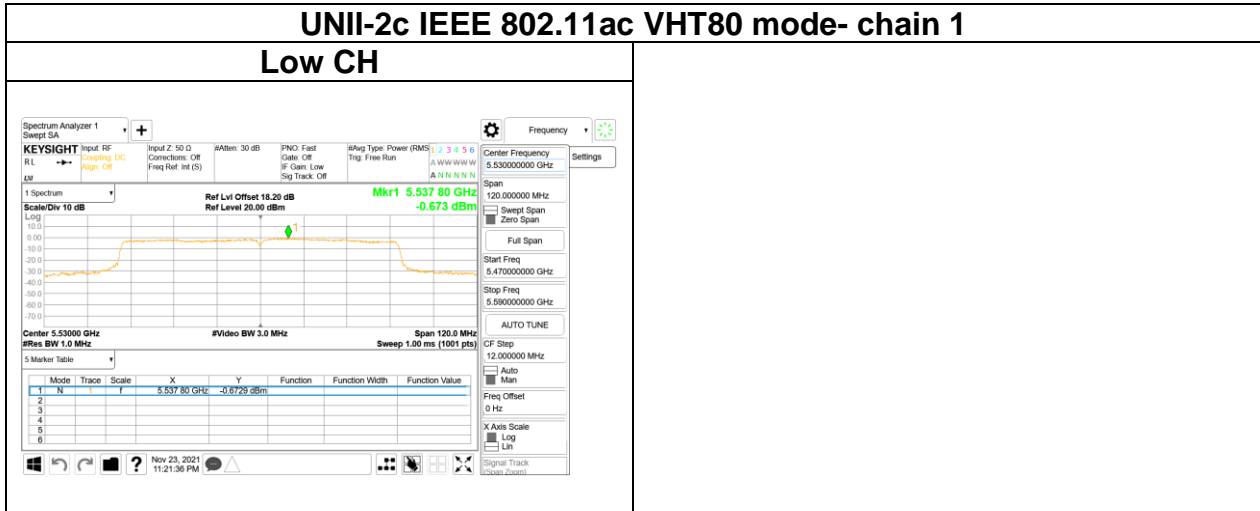 UNII-2c IEEE 802.11ac VHT80 mode- chain 1
Low CH
Spectrum Analyzer 1
Swept SA
Frequency
KEYSIGHT
RL
Input: RF
Coupling: DC
Align: Off
Input Z: 50 Ω
Corrections: Off
Freq Ref: Int (S)
#Atten: 30 dB
PNO: Fast
Gate: Off
IF Gain: Low
Sig Track: Off
#Avg Type: Power (RMS
Trig: Free Run
1 2 3 4 5 6
A W W W W W
A N N N N N
Center Frequency
5.530000000 GHz
Settings
1 Spectrum
Scale/Div 10 dB
Ref Lvl Offset 18.20 dB
Ref Level 20.00 dBm
Mkr1 5.537 80 GHz
-0.673 dBm
Span
120.000000 MHz
Swept Span
Zero Span
Full Span
Start Freq
5.470000000 GHz
Stop Freq
5.590000000 GHz
AUTO TUNE
CF Step
12.000000 MHz
Auto
Man
Freq Offset
0 Hz
X Axis Scale
Log
Lin
Signal Track
(Span Zoom)
Log
10.0
0.00
-10.0
-20.0
-30.0
-40.0
-50.0
-60.0
-70.0
1
Center 5.53000 GHz
#Res BW 1.0 MHz
#Video BW 3.0 MHz
Span 120.0 MHz
Sweep 1.00 ms (1001 pts)
5 Marker Table
Mode Trace Scale X Y Function Function Width Function Value
1 N 1 f 5.537 80 GHz -0.6729 dBm
2
3
4
5
6
?
Nov 23, 2021
11:21:36 PM